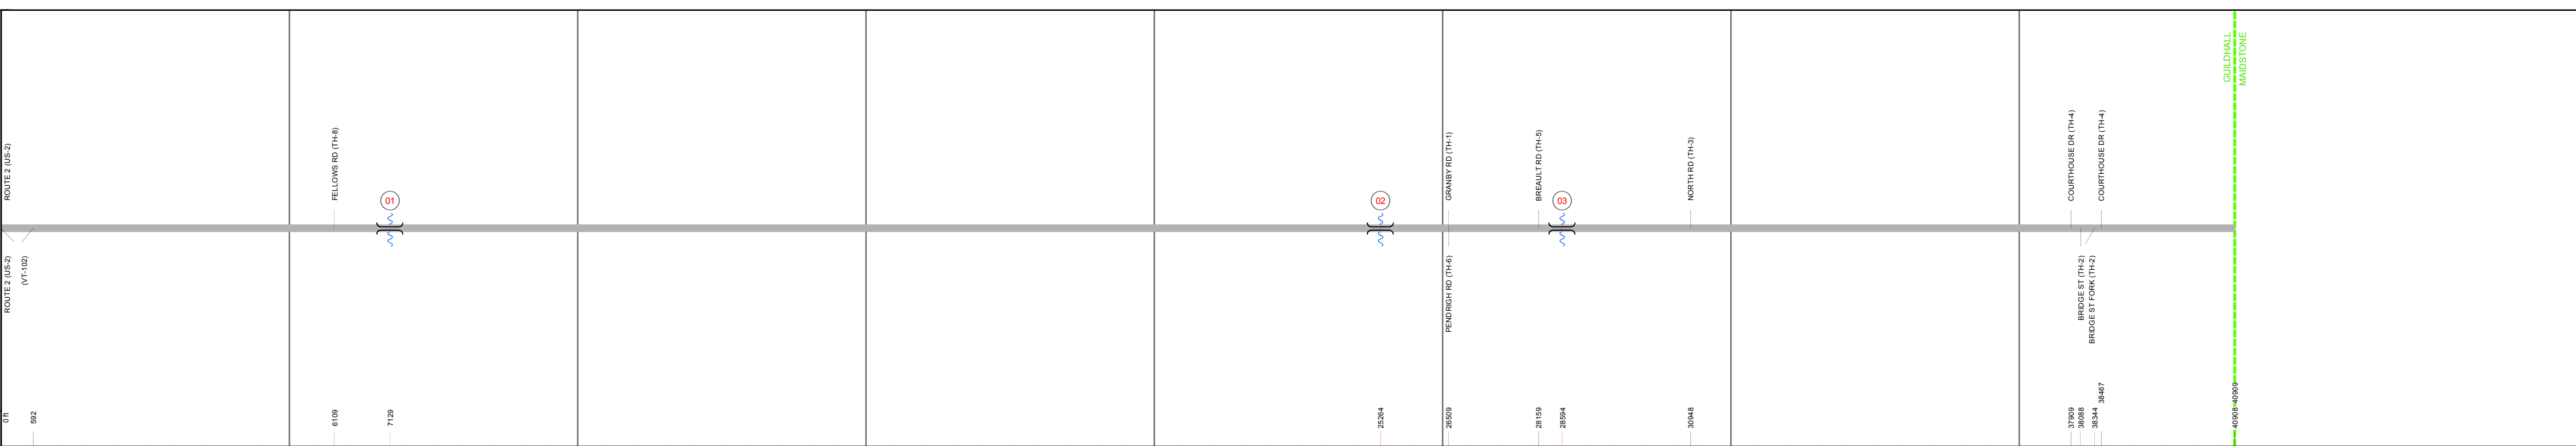 GUILDHALL
MAIDSTONE
ROUTE 2 (US-2)
FELLOWS RD (TH-8)
GRANBY RD (TH-1)
BREAULT RD (TH-5)
NORTH RD (TH-3)
COURTHOUSE DR (TH-4)
COURTHOUSE DR (TH-4)
01
02
03
ROUTE 2 (US-2)
(VT-102)
PENDRIGH RD (TH-6)
BRIDGE ST (TH-2)
BRIDGE ST FORK (TH-2)
0 ft
592
6109
7129
25264
26509
28159
28594
30948
37909
38088
38344
38467
40908
40909